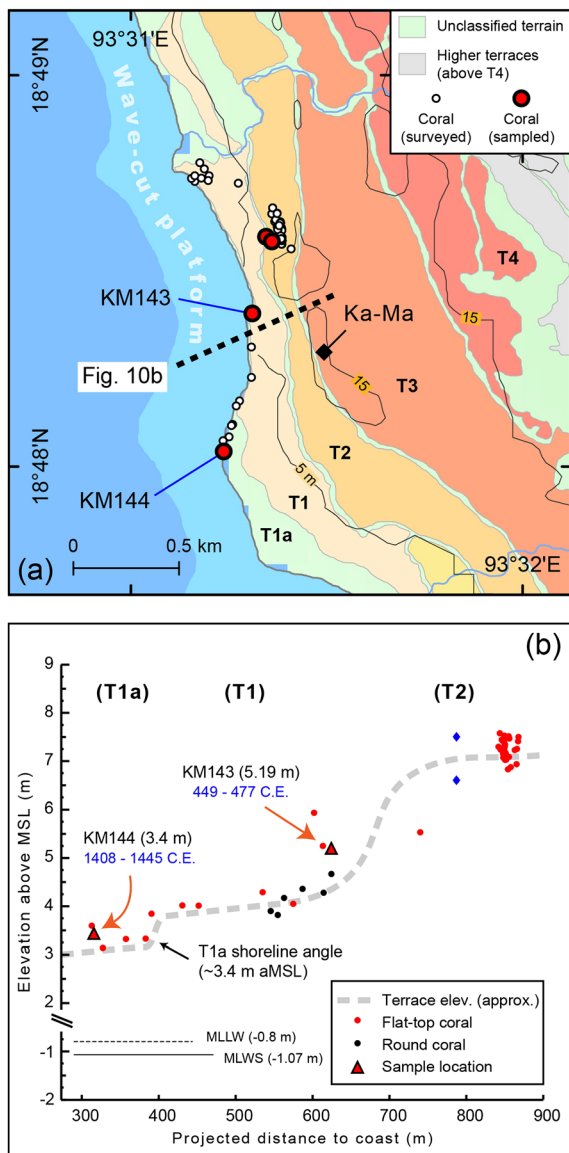 93°31'E
18°49'N
Unclassified terrain
Higher terraces
(above T4)
Coral
(surveyed)
Coral
(sampled)
Wave-cut platform
KM143
Ka-Ma
T4
15
15
T3
Fig. 10b
T2
18°48'N
5 m
KM144
T1
T1a
(a)
0
0.5 km
93°32'E
(b)
9
(T1a)
(T1)
(T2)
8
7
KM143 (5.19 m)
449 - 477 C.E.
6
KM144 (3.4 m)
1408 - 1445 C.E.
5
4
T1a shoreline angle
(~3.4 m aMSL)
3
2
Elevation above MSL (m)
MLLW (-0.8 m)
MLWS (-1.07 m)
-1
-2
Terrace elev. (approx.)
Flat-top coral
Round coral
Sample location
300
400
500
600
700
800
900
Projected distance to coast (m)